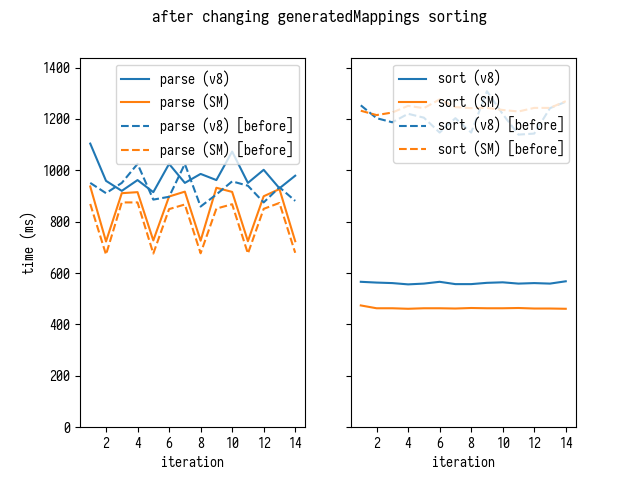 after changing generatedMappings sorting
parse (v8)
parse (SM)
parse (v8) [before]
parse (SM) [before]
sort (v8)
sort (SM)
sort (v8) [before]
sort (SM) [before]
time (ms)
1400
1200
1000
800
600
400
200
0
2 4 6 8 10 12 14
2 4 6 8 10 12 14
iteration
iteration